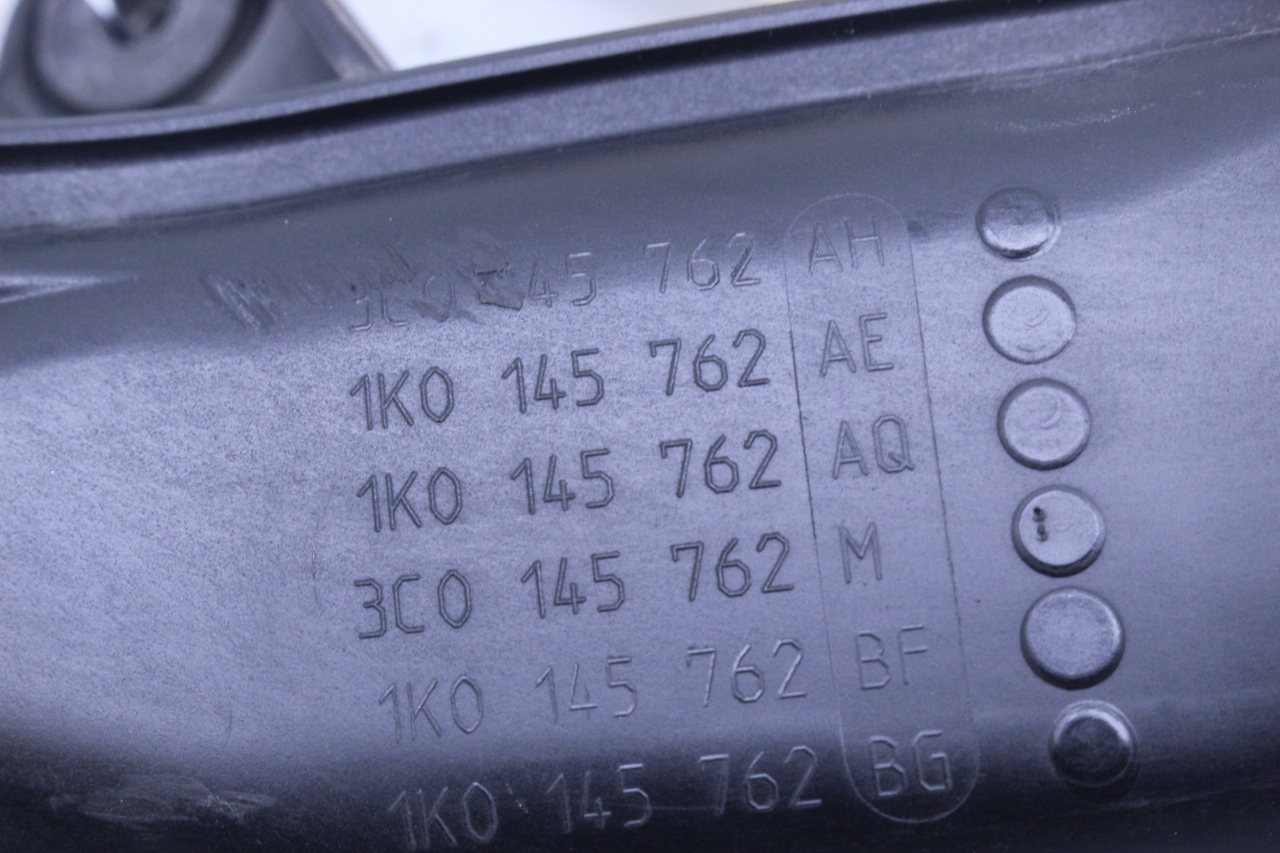 3C0 145 762 AH
1K0 145 762 AE
1K0 145 762 AQ
3C0 145 762 M
1K0 145 762 BF
1K0 145 762 BG